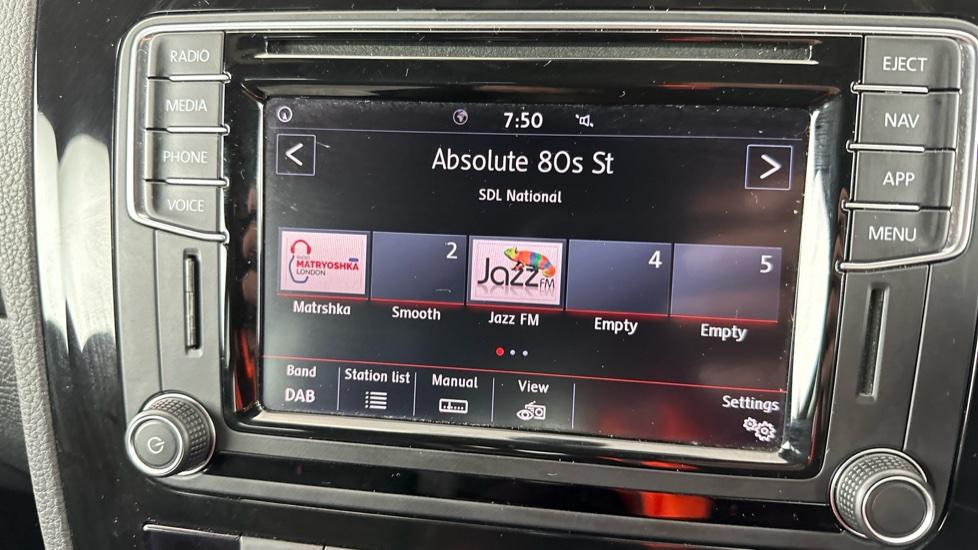 RADIO
MEDIA
PHONE
VOICE
EJECT
NAV
APP
MENU
7:50
Absolute 80s St
SDL National
RADIO
MATRYOSHKA
LONDON
2
Jazz FM
4
5
Matrshka
Smooth
Jazz FM
Empty
Empty
Band
DAB
Station list
Manual
View
Settings